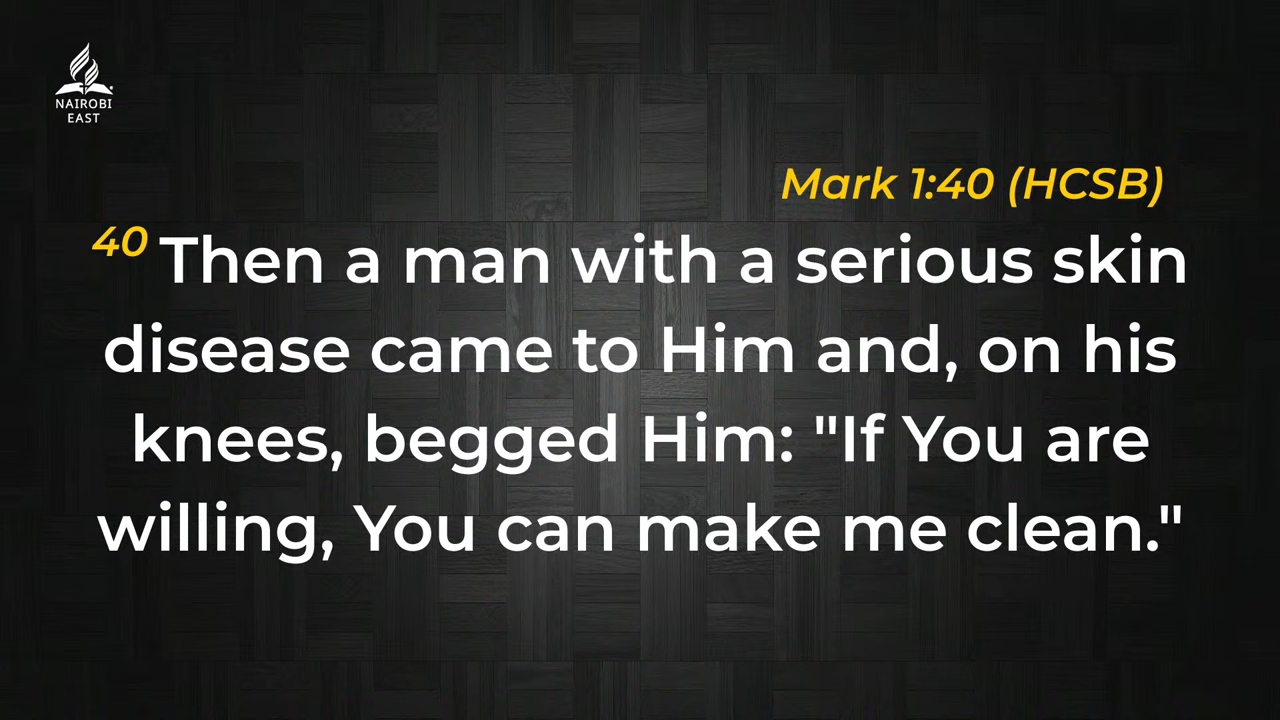 NAIROBI
EAST
Mark 1:40 (HCSB)
40 Then a man with a serious skin
disease came to Him and, on his
knees, begged Him: "If You are
willing, You can make me clean."